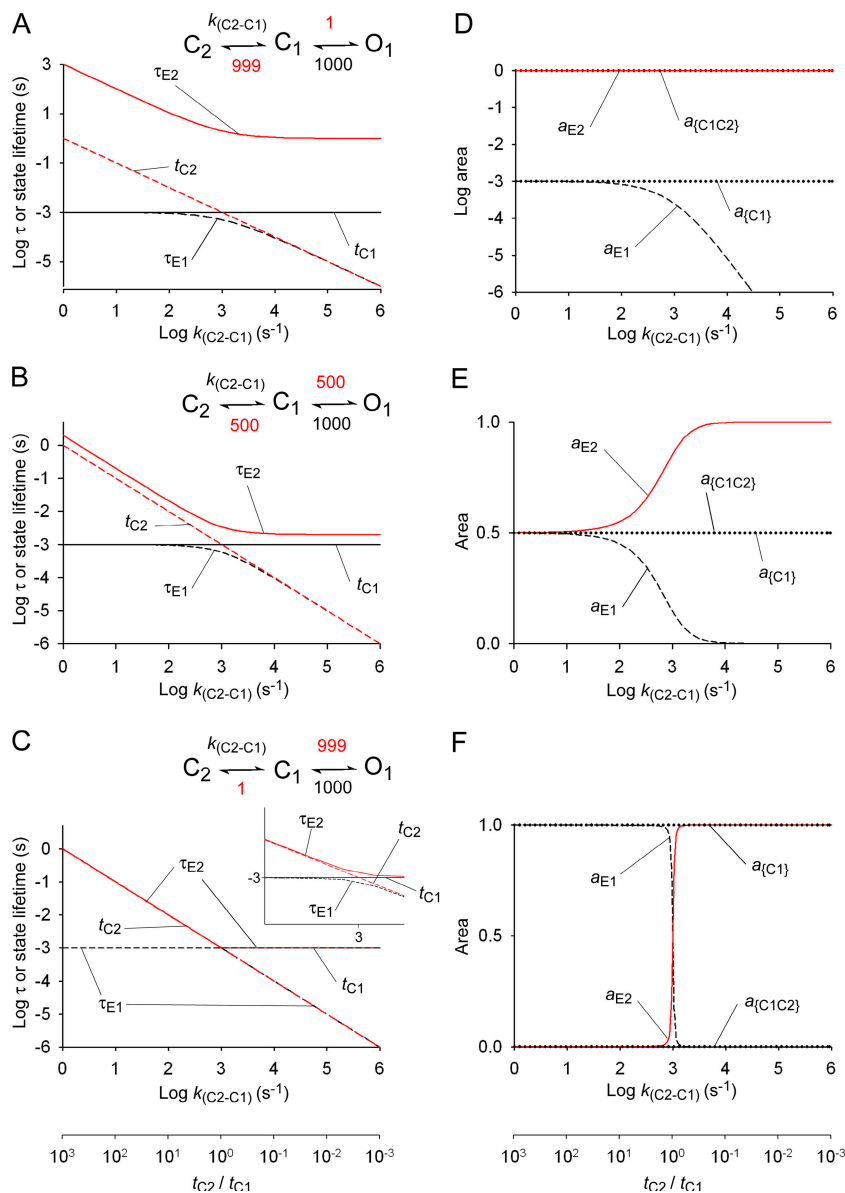 A
k(C2-C1) 1
C2 C1 O1
999 1000
τE2
tC2
τE1
tC1
Log τ or state lifetime (s)
3
1
-1
-3
-5
0 1 2 3 4 5 6
Log k(C2-C1) (s-1)
D
aE2
a{C1C2}
a{C1}
aE1
Log area
0
-1
-2
-3
-4
-5
-6
0 1 2 3 4 5 6
Log k(C2-C1) (s-1)
B
k(C2-C1) 500
C2 C1 O1
500 1000
τE2
tC2
τE1
tC1
Log τ or state lifetime (s)
0
-1
-2
-3
-4
-5
-6
0 1 2 3 4 5 6
Log k(C2-C1) (s-1)
E
aE2
a{C1C2}
a{C1}
aE1
Area
1.0
0.5
0.0
0 1 2 3 4 5 6
Log k(C2-C1) (s-1)
C
k(C2-C1) 999
C2 C1 O1
1 1000
τE2
tC2
tC1
τE1
-3
3
τE2
tC2
τE1
tC1
Log τ or state lifetime (s)
0
-1
-2
-3
-4
-5
-6
0 1 2 3 4 5 6
Log k(C2-C1) (s-1)
10³ 10² 10¹ 10⁰ 10-1 10-2 10-3
tC2 / tC1
F
aE1
a{C1}
aE2
a{C1C2}
Area
1.0
0.5
0.0
0 1 2 3 4 5 6
Log k(C2-C1) (s-1)
10³ 10² 10¹ 10⁰ 10-1 10-2 10-3
tC2 / tC1